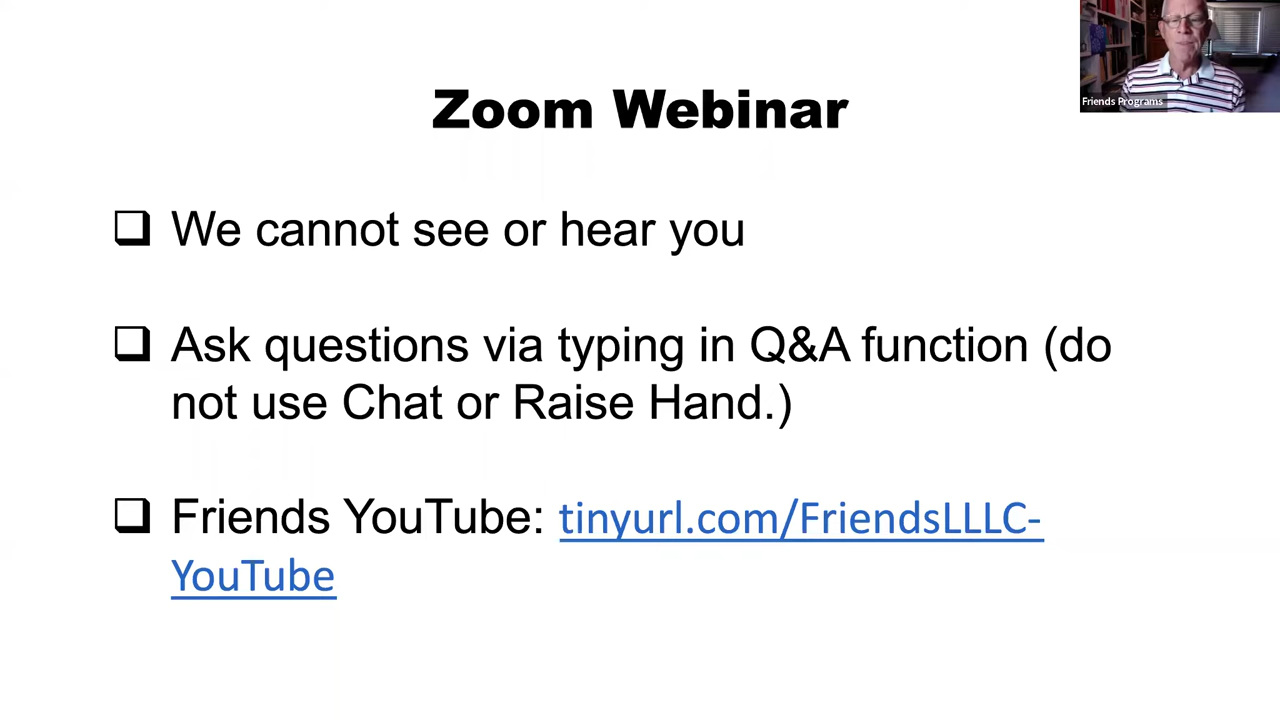 Zoom Webinar
Friends Programs
We cannot see or hear you
Ask questions via typing in Q&A function (do
not use Chat or Raise Hand.)
Friends YouTube: tinyurl.com/FriendsLLLC-
YouTube